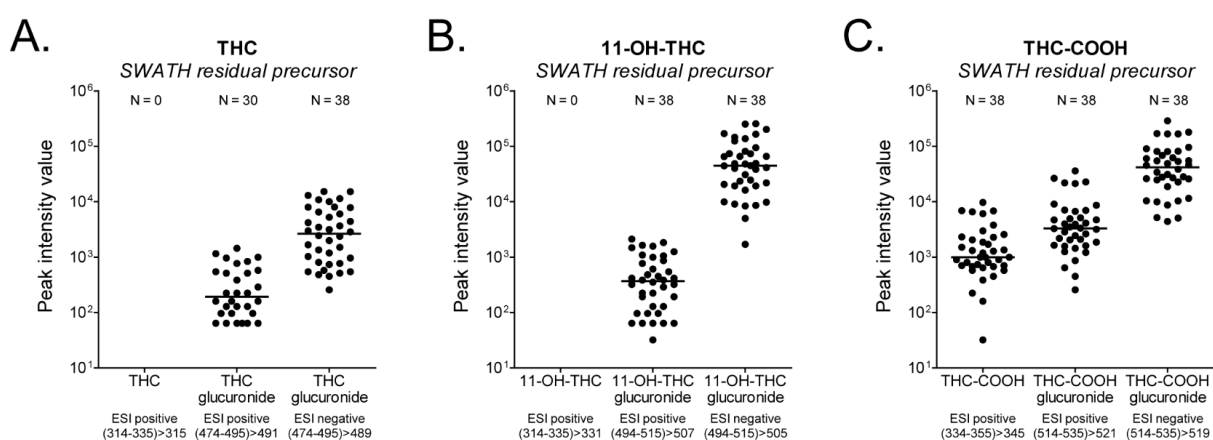 A.
THC
SWATH residual precursor
N = 0 N = 30 N = 38
Peak intensity value
10^6
10^5
10^4
10^3
10^2
10^1
THC THC glucuronide THC glucuronide
ESI positive ESI positive ESI negative
(314-335)>315 (474-495)>491 (474-495)>489
B.
11-OH-THC
SWATH residual precursor
N = 0 N = 38 N = 38
Peak intensity value
10^6
10^5
10^4
10^3
10^2
10^1
11-OH-THC 11-OH-THC glucuronide 11-OH-THC glucuronide
ESI positive ESI positive ESI negative
(314-335)>331 (494-515)>507 (494-515)>505
C.
THC-COOH
SWATH residual precursor
N = 38 N = 38 N = 38
Peak intensity value
10^6
10^5
10^4
10^3
10^2
10^1
THC-COOH THC-COOH glucuronide THC-COOH glucuronide
ESI positive ESI positive ESI negative
(334-355)>345 (514-535)>521 (514-535)>519